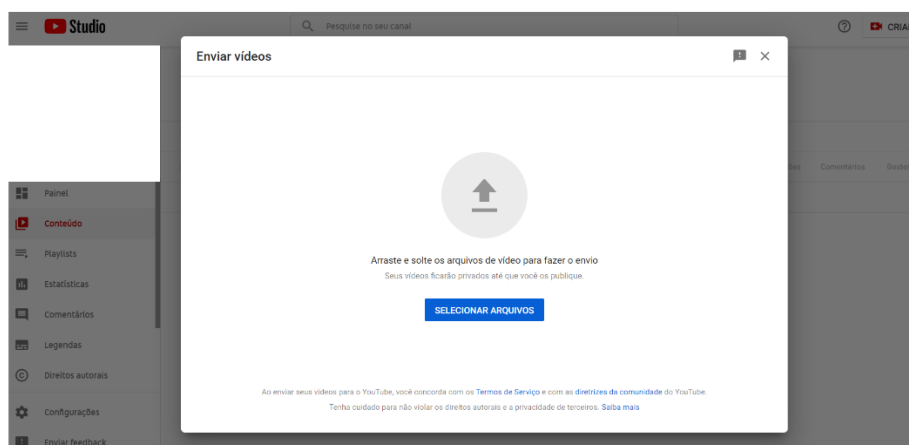 Studio
Pesquise no seu canal
CRIAR
Enviar vídeos
Comentários
Painel
Conteúdo
Playlists
Estatísticas
Comentários
Legendas
Direitos autorais
Configurações
Enviar feedback
Arraste e solte os arquivos de vídeo para fazer o envio
Seus vídeos ficarão privados até que você os publique.
SELECIONAR ARQUIVOS
Ao enviar seus vídeos para o YouTube, você concorda com os Termos de Serviço e com as diretrizes da comunidade do YouTube.
Tenha cuidado para não violar os direitos autorais e a privacidade de terceiros. Saiba mais